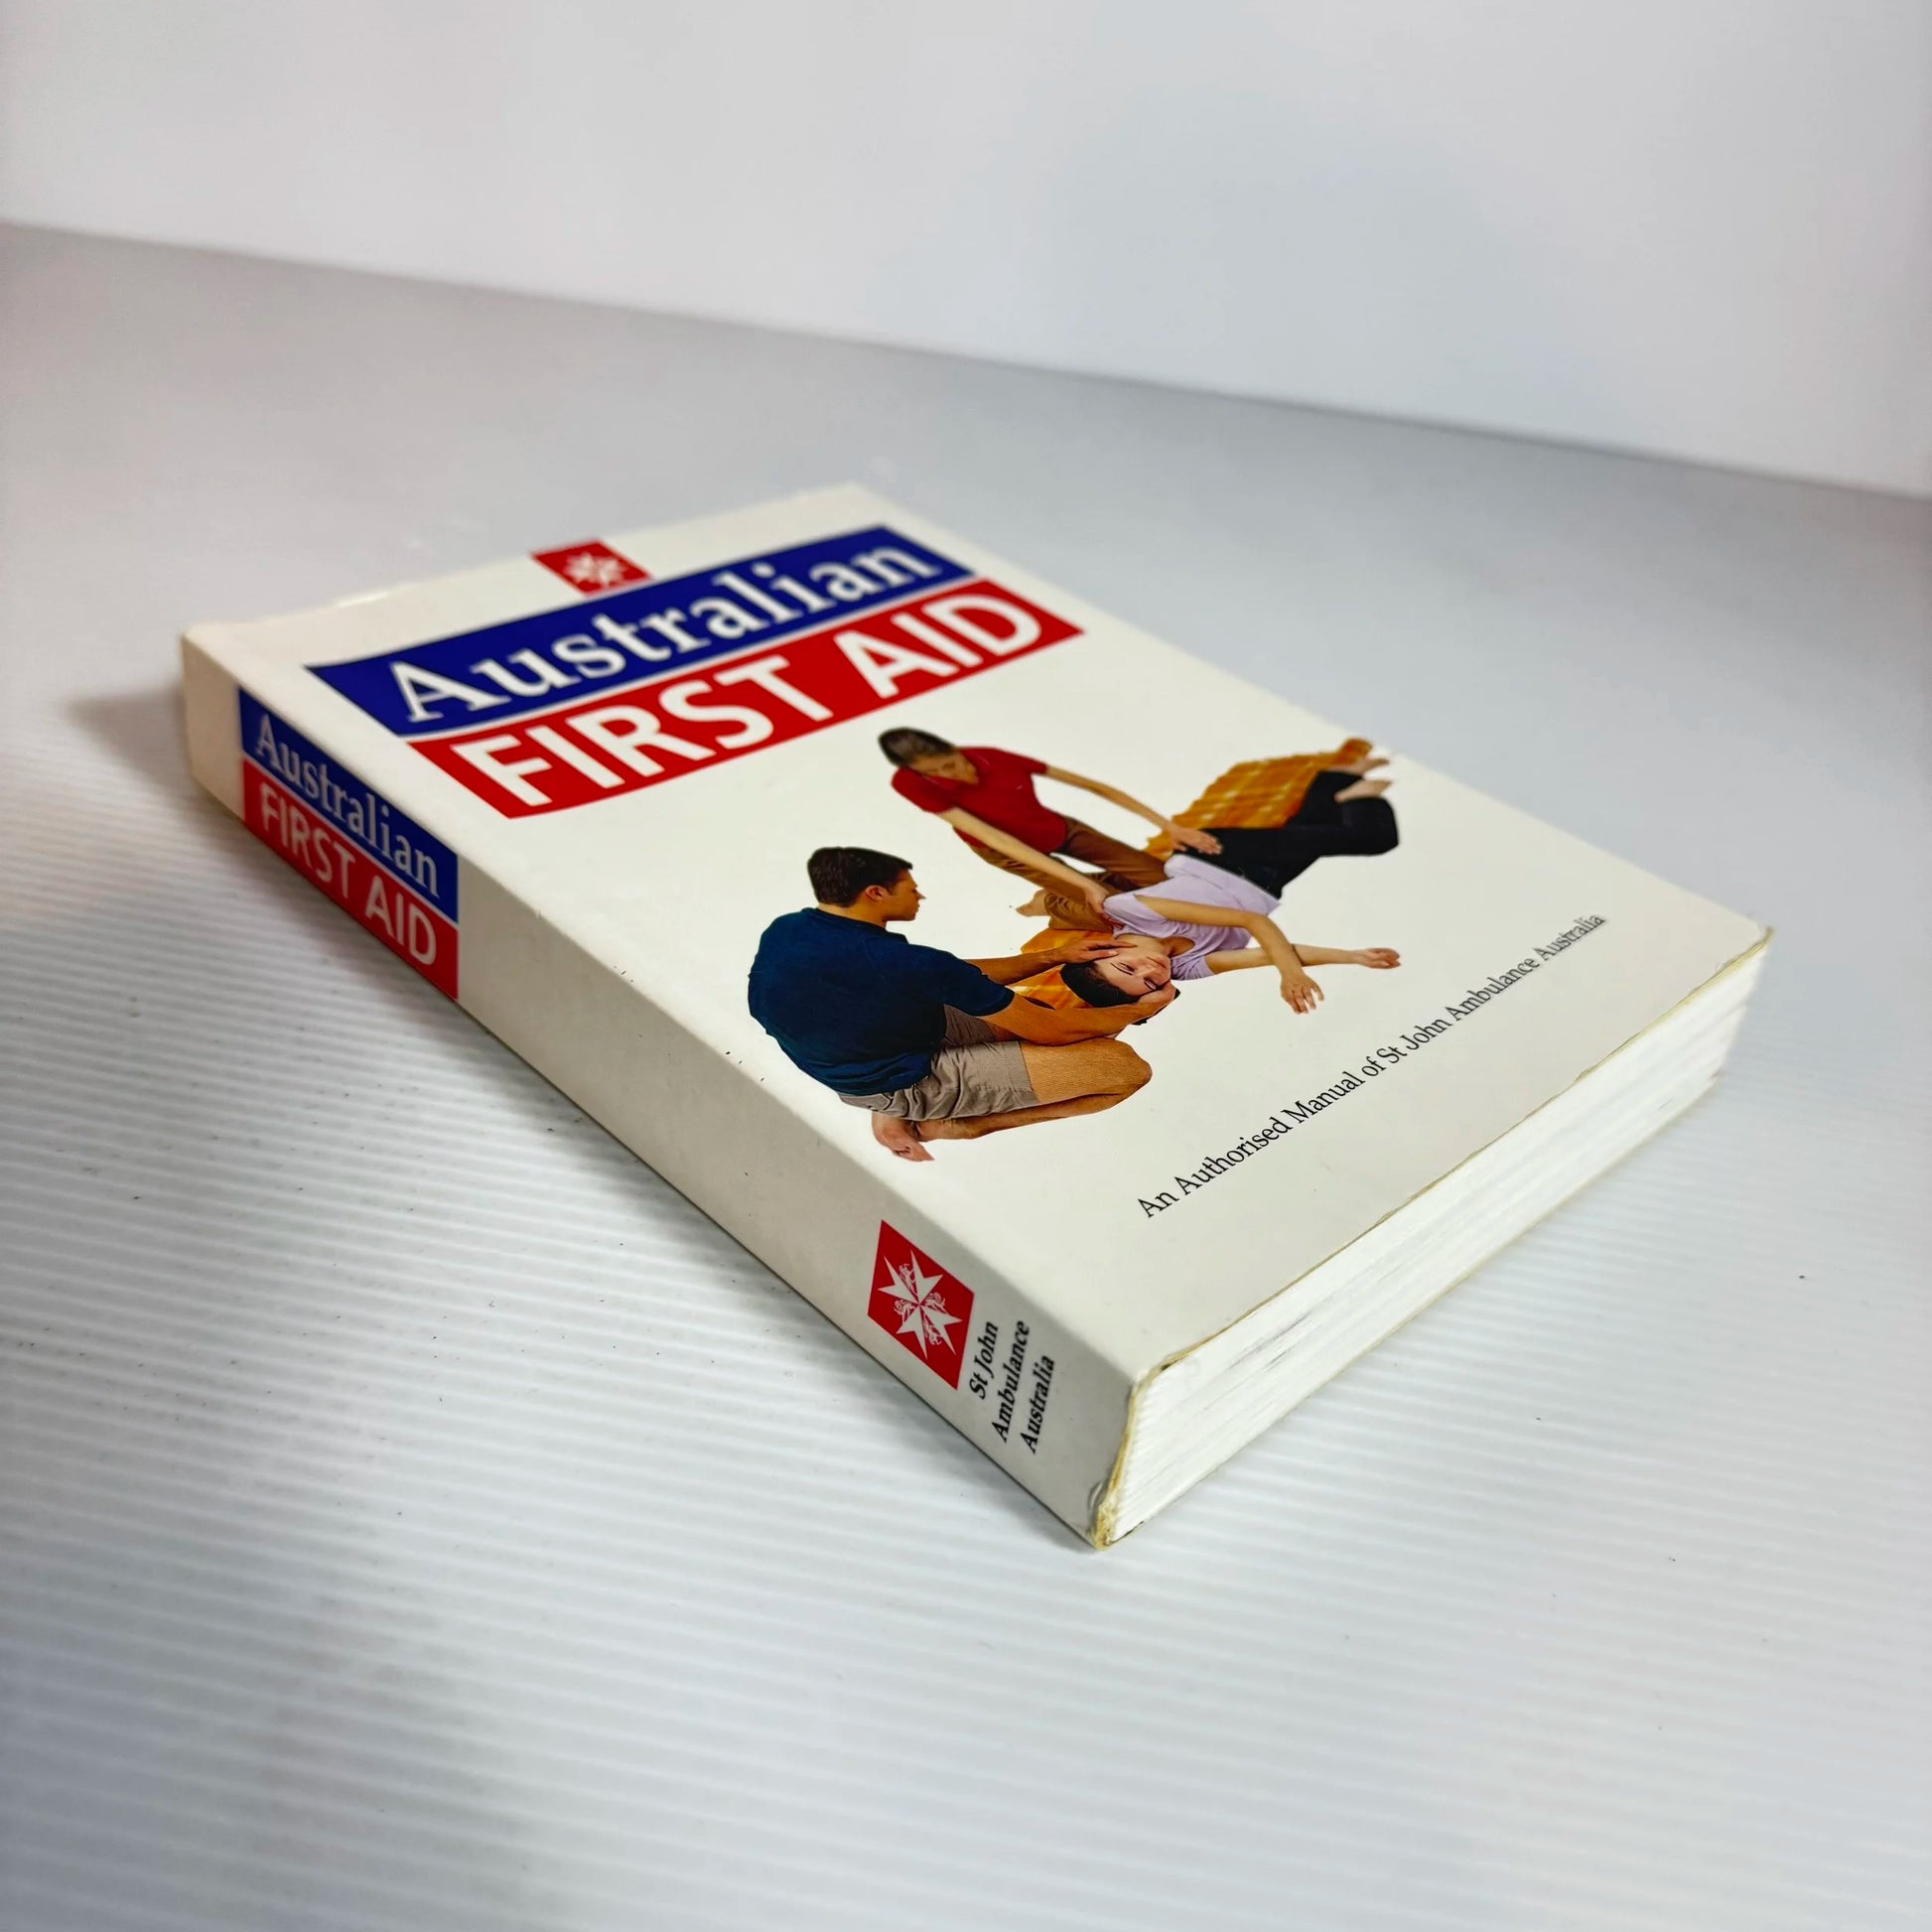 Australian
FIRST AID
An Authorised Manual of St John Ambulance Australia
Australian
FIRST AID
St John
Ambulance
Australia